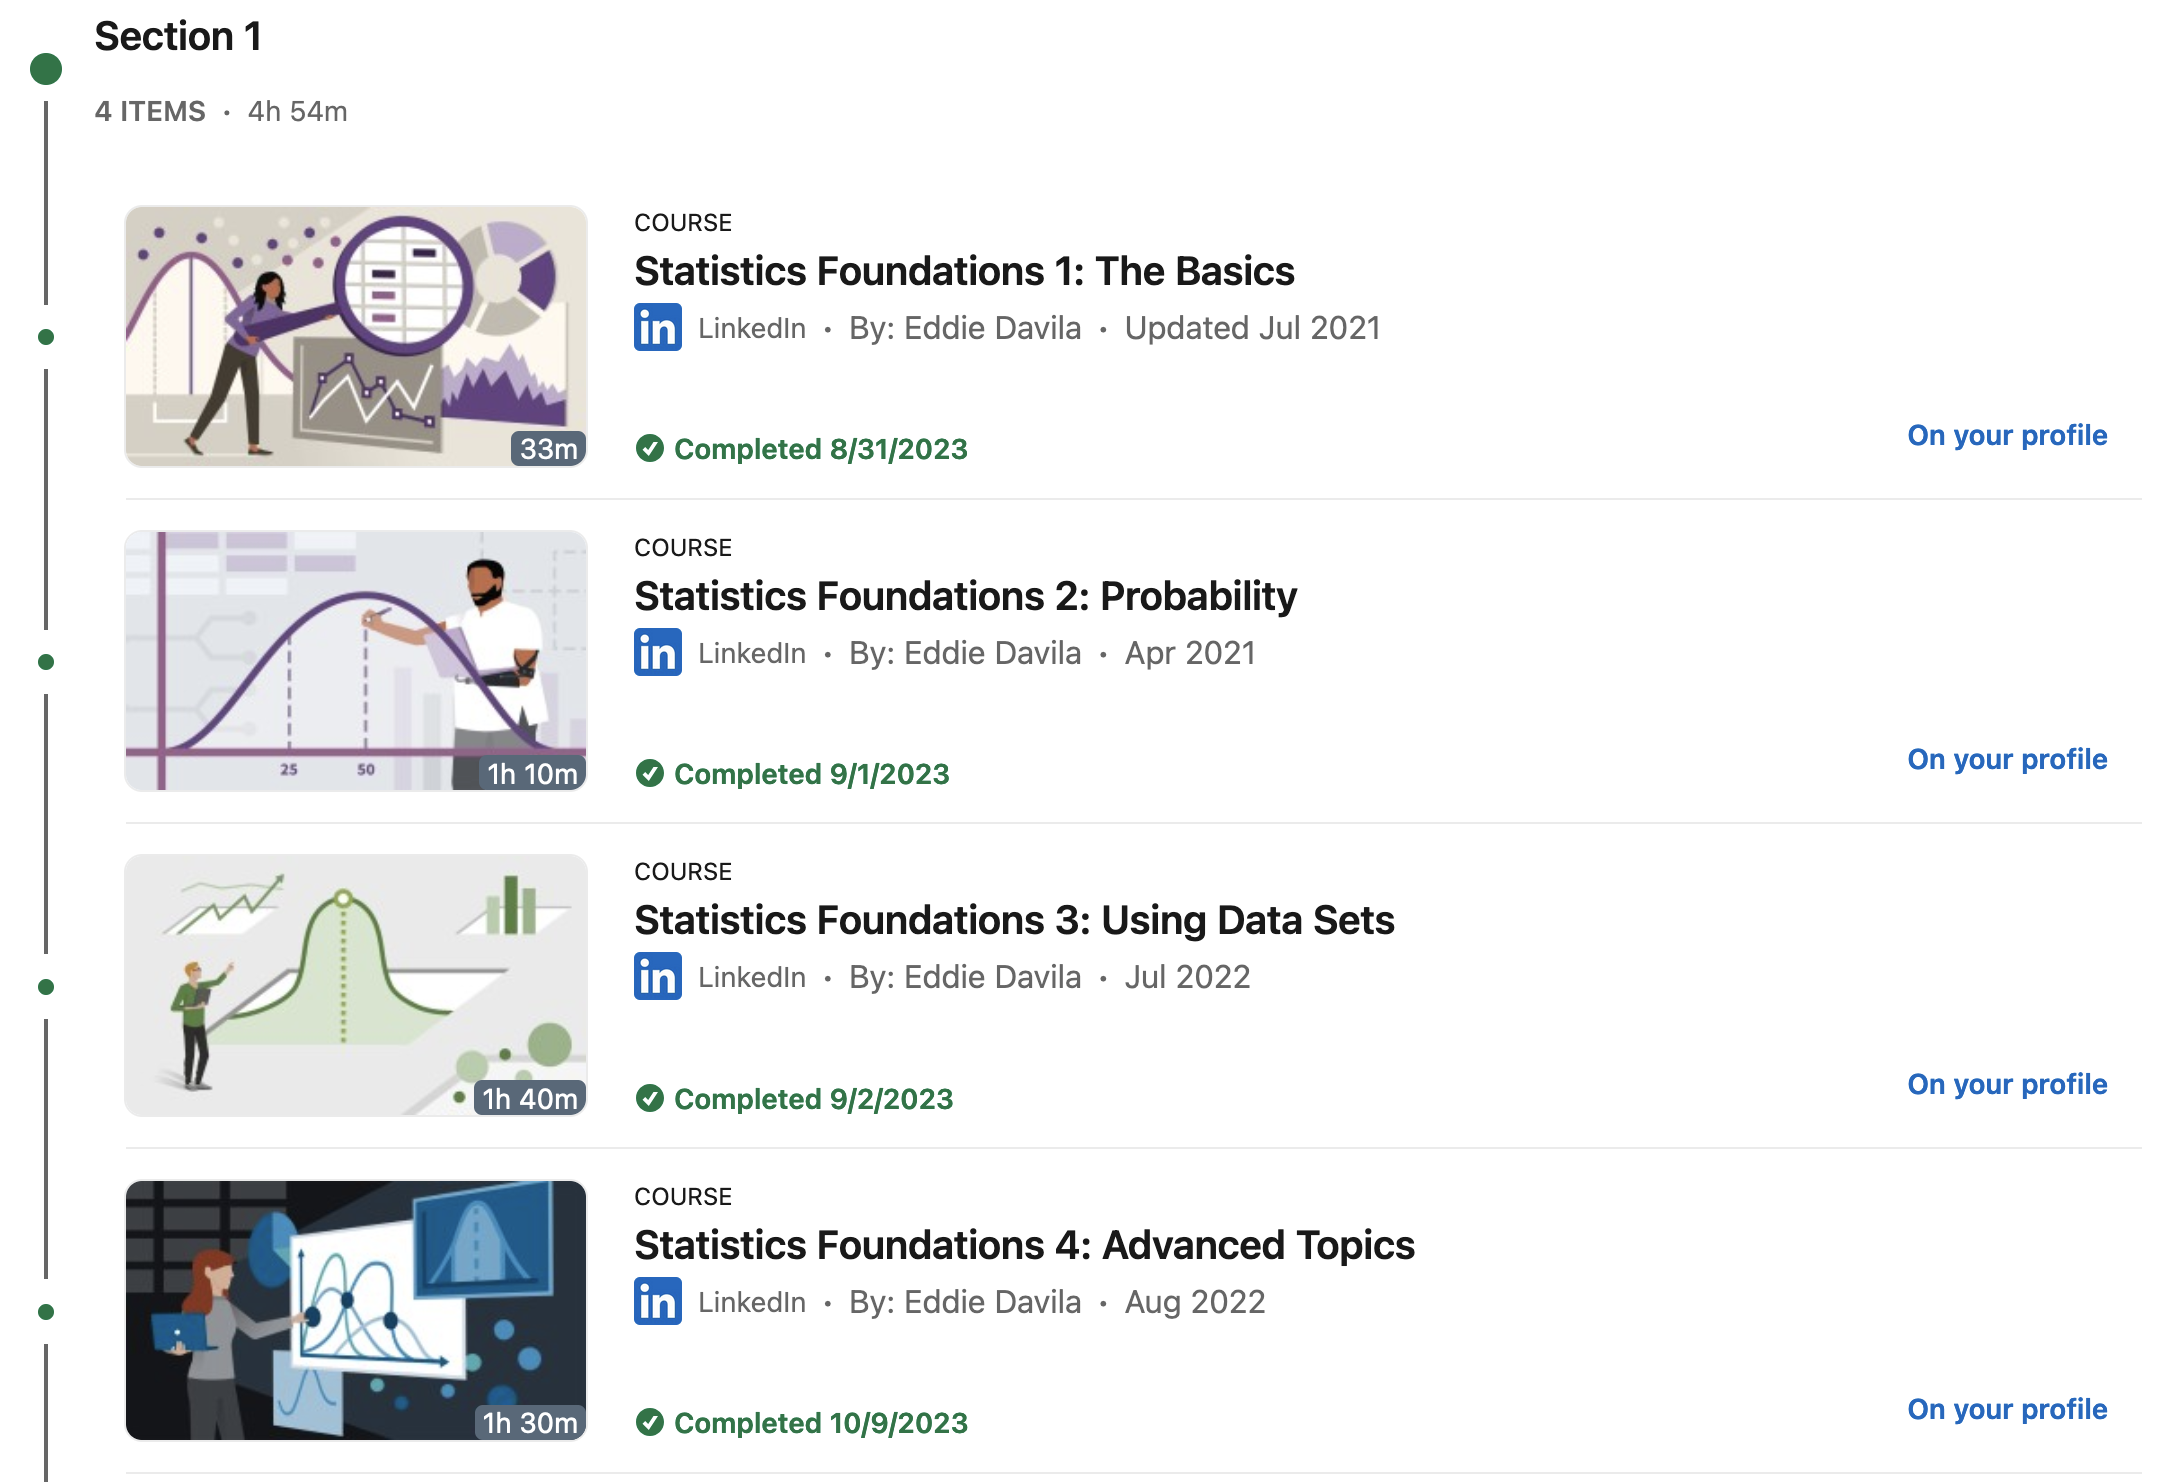 Section 1
4 ITEMS · 4h 54m
33m
COURSE
Statistics Foundations 1: The Basics
in LinkedIn · By: Eddie Davila · Updated Jul 2021
Completed 8/31/2023
On your profile
25 50
1h 10m
COURSE
Statistics Foundations 2: Probability
in LinkedIn · By: Eddie Davila · Apr 2021
Completed 9/1/2023
On your profile
1h 40m
COURSE
Statistics Foundations 3: Using Data Sets
in LinkedIn · By: Eddie Davila · Jul 2022
Completed 9/2/2023
On your profile
1h 30m
COURSE
Statistics Foundations 4: Advanced Topics
in LinkedIn · By: Eddie Davila · Aug 2022
Completed 10/9/2023
On your profile